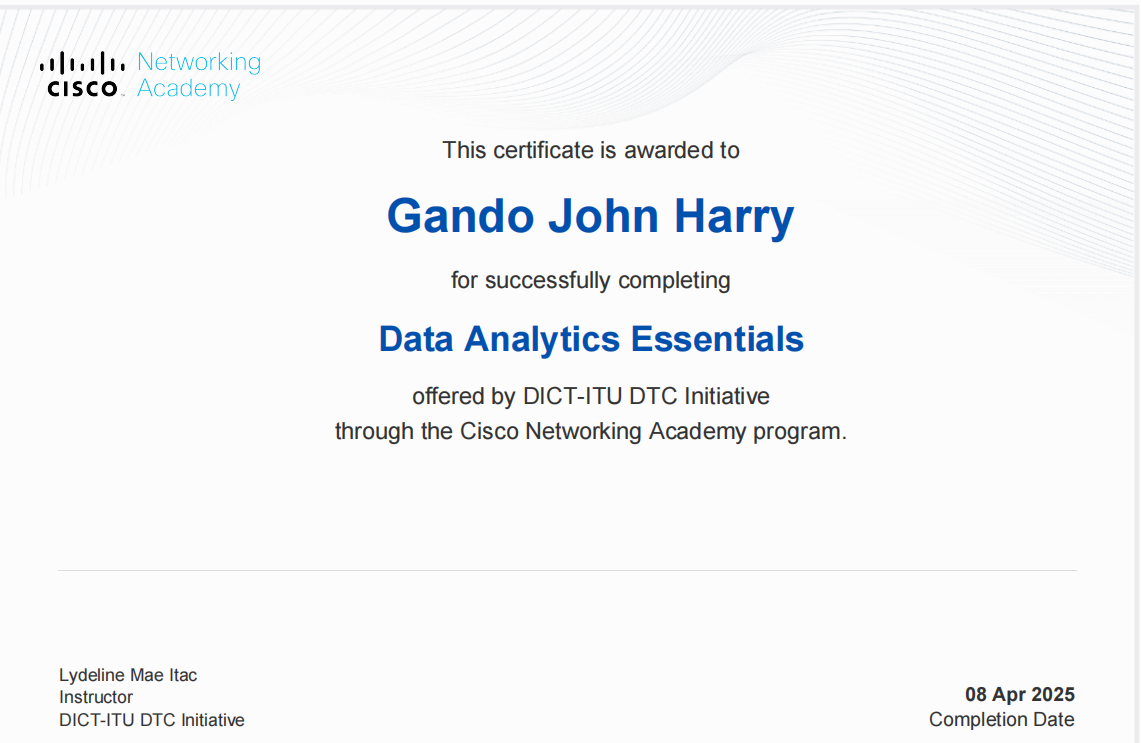 Networking
CISCO Academy
This certificate is awarded to
Gando John Harry
for successfully completing
Data Analytics Essentials
offered by DICT-ITU DTC Initiative
through the Cisco Networking Academy program.
Lydeline Mae Itac
Instructor
DICT-ITU DTC Initiative
08 Apr 2025
Completion Date